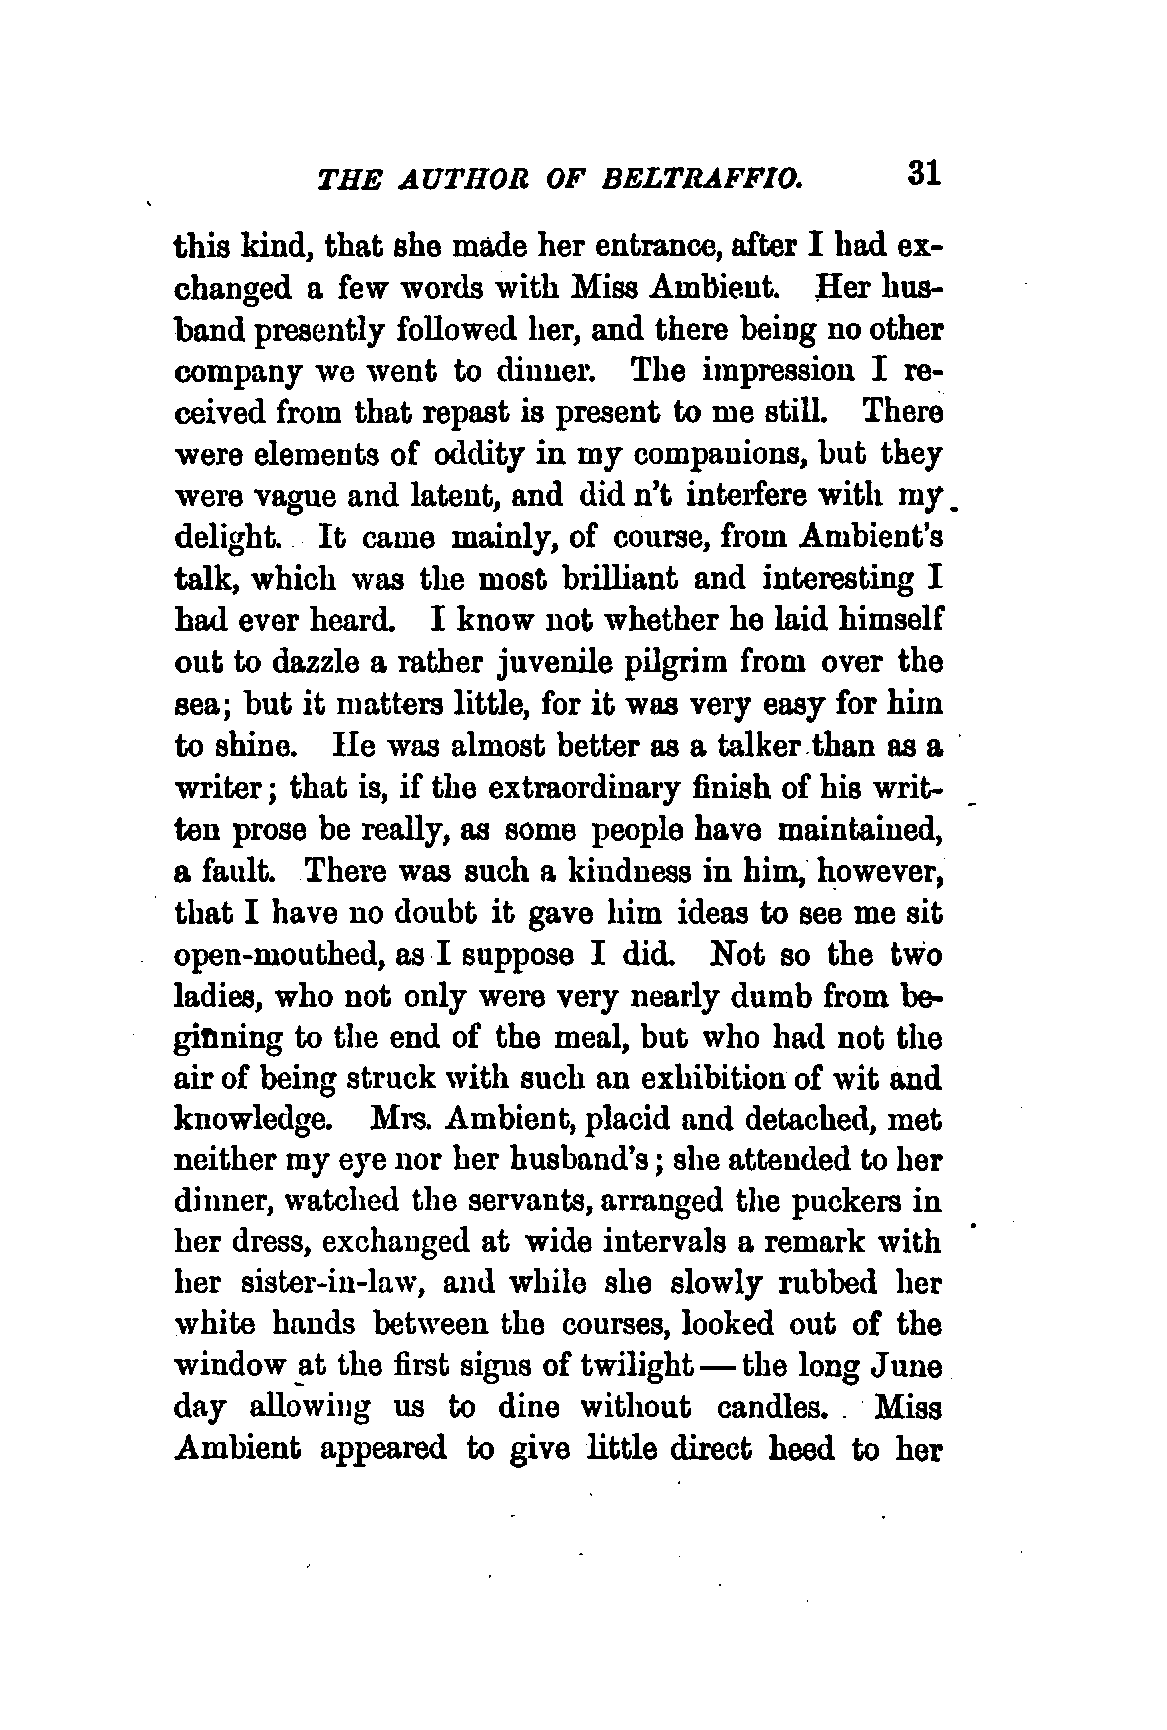 THE AUTHOR OF BELTRAFFIO. 31
this kind, that she made her entrance, after I had ex-
changed a few words with Miss Ambient. Her hus-
band presently followed her, and there being no other
company we went to dinner. The impression I re-
ceived from that repast is present to me still. There
were elements of oddity in my companions, but they
were vague and latent, and did n't interfere with my
delight. It came mainly, of course, from Ambient's
talk, which was the most brilliant and interesting I
had ever heard. I know not whether he laid himself
out to dazzle a rather juvenile pilgrim from over the
sea; but it matters little, for it was very easy for him
to shine. He was almost better as a talker than as a
writer; that is, if the extraordinary finish of his writ-
ten prose be really, as some people have maintained,
a fault. There was such a kindness in him, however,
that I have no doubt it gave him ideas to see me sit
open-mouthed, as I suppose I did. Not so the two
ladies, who not only were very nearly dumb from be-
ginning to the end of the meal, but who had not the
air of being struck with such an exhibition of wit and
knowledge. Mrs. Ambient, placid and detached, met
neither my eye nor her husband's; she attended to her
dinner, watched the servants, arranged the puckers in
her dress, exchanged at wide intervals a remark with
her sister-in-law, and while she slowly rubbed her
white hands between the courses, looked out of the
window at the first signs of twilight — the long June
day allowing us to dine without candles. Miss
Ambient appeared to give little direct heed to her